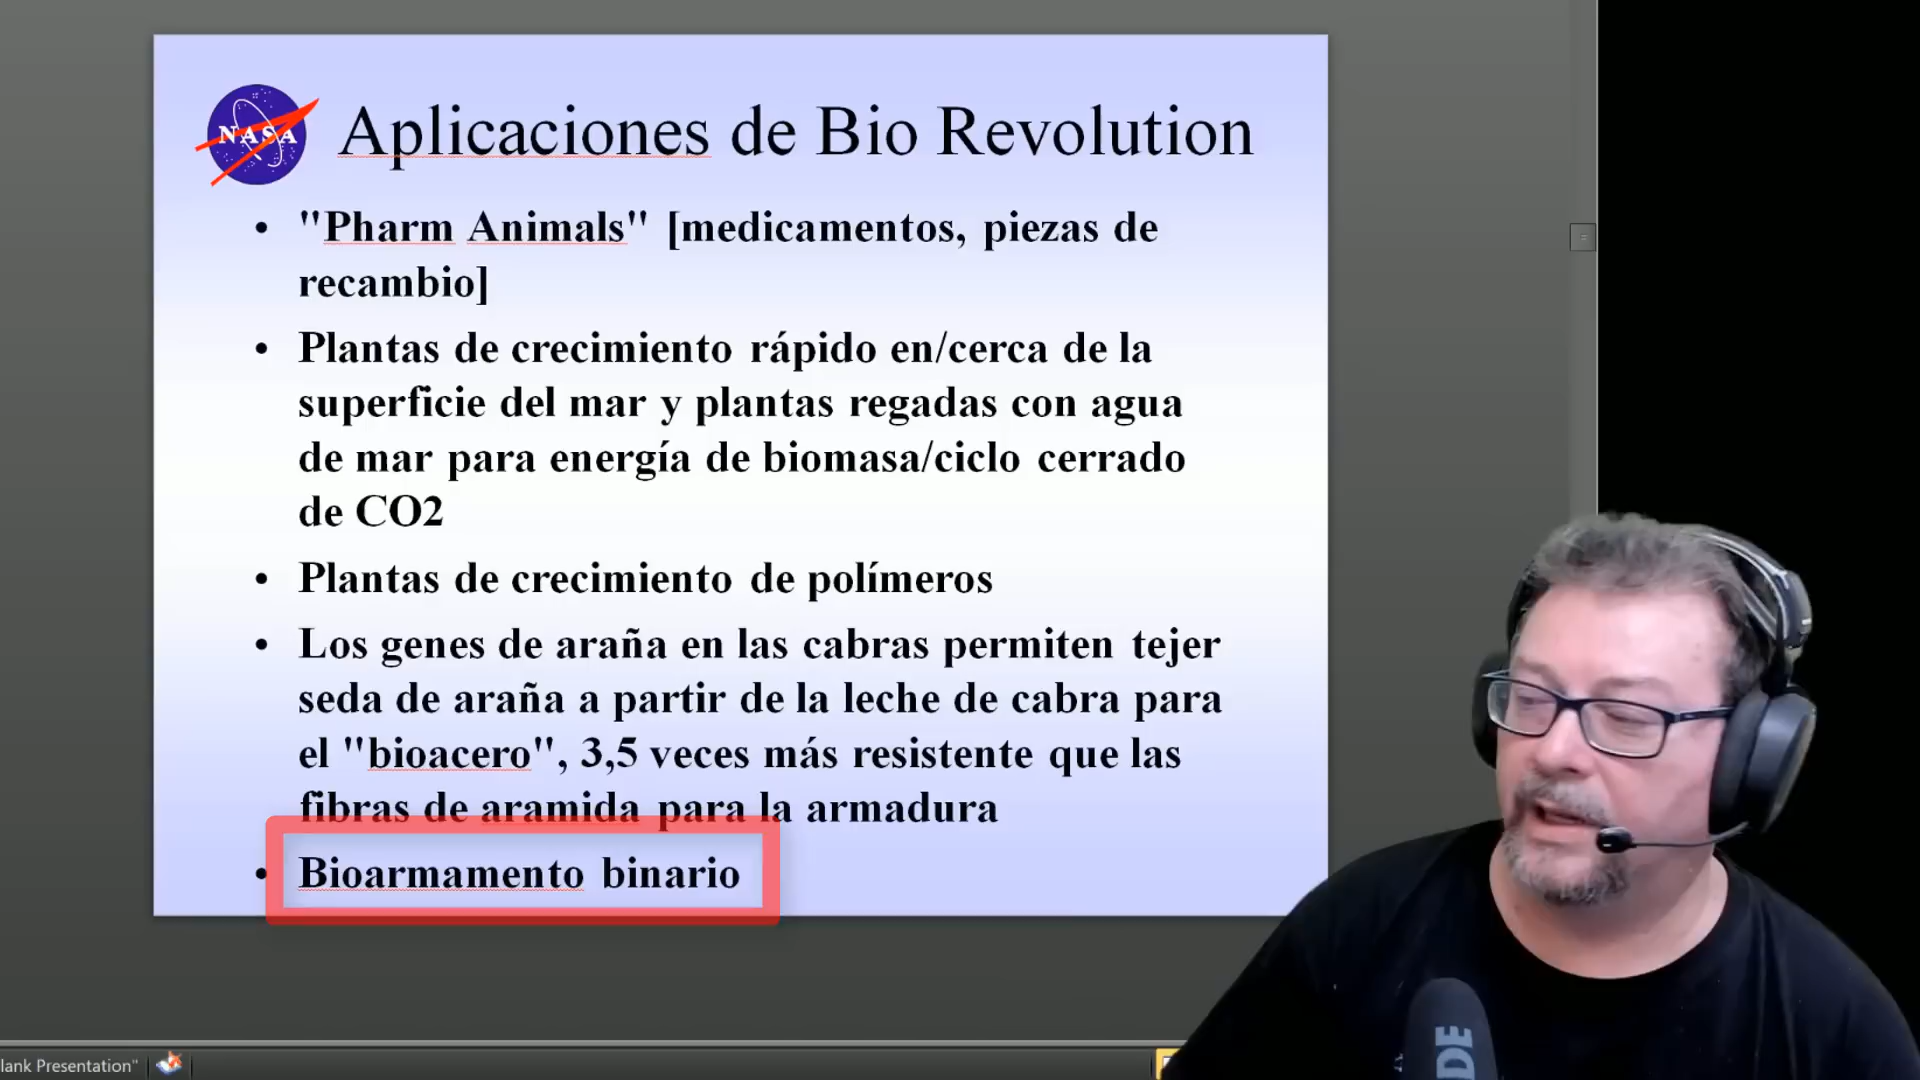 NASA
Aplicaciones de Bio Revolution
• "Pharm Animals" [medicamentos, piezas de
recambio]
• Plantas de crecimiento rápido en/cerca de la
superficie del mar y plantas regadas con agua
de mar para energía de biomasa/ciclo cerrado
de CO2
• Plantas de crecimiento de polímeros
• Los genes de araña en las cabras permiten tejer
seda de araña a partir de la leche de cabra para
el "bioacero", 3,5 veces más resistente que las
fibras de aramida para la armadura
• Bioarmamento binario
lank Presentation"
DE